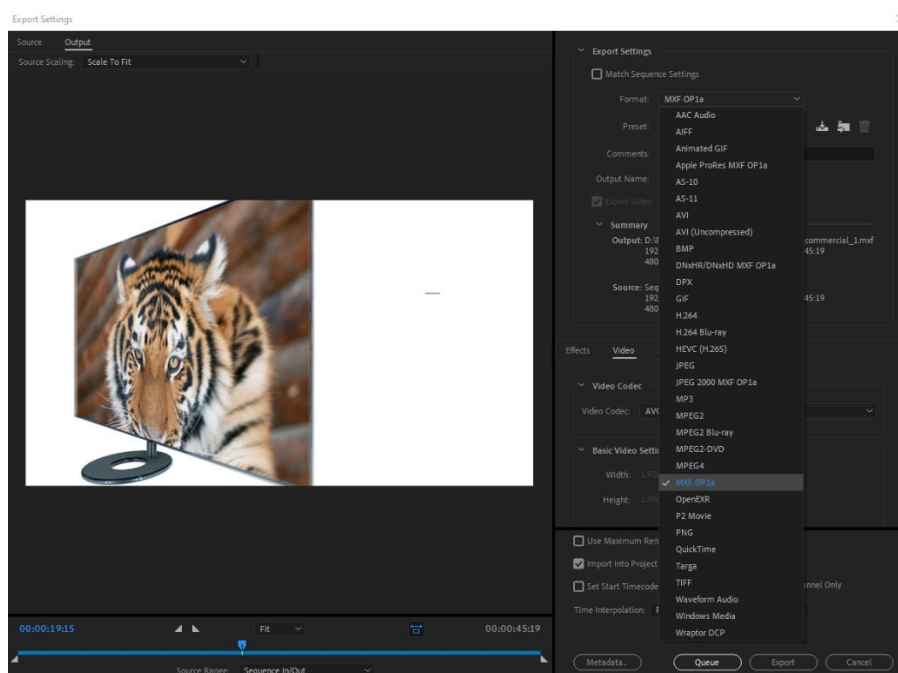 Export Settings
Source Output
Source Scaling: Scale To Fit
Export Settings
Match Sequence Settings
Format: MXF OP1a
Preset:
Comments:
Output Name:
Export Video
Summary
Output: D:\
192
480
commercial_1.mxf
45:19
Source: Seq
192
480
45:19
AAC Audio
AIFF
Animated GIF
Apple ProRes MXF OP1a
AS-10
AS-11
AVI
AVI (Uncompressed)
BMP
DNxHR/DNxHD MXF OP1a
DPX
GIF
H.264
H.264 Blu-ray
HEVC (H.265)
JPEG
JPEG 2000 MXF OP1a
MP3
MPEG2
MPEG2 Blu-ray
MPEG2-DVD
MPEG4
MXF OP1a
OpenEXR
P2 Movie
PNG
QuickTime
Targa
TIFF
Waveform Audio
Windows Media
Wraptor DCP
Effects Video
Video Codec
Video Codec: AVC
Basic Video Setti
Width:
Height:
Use Maximum Ren
Import Into Project
Set Start Timecode
nnel Only
Time Interpolation:
00:00:19:15
Fit
00:00:45:19
Source Range: Sequence In/Out
Metadata...
Queue
Export
Cancel